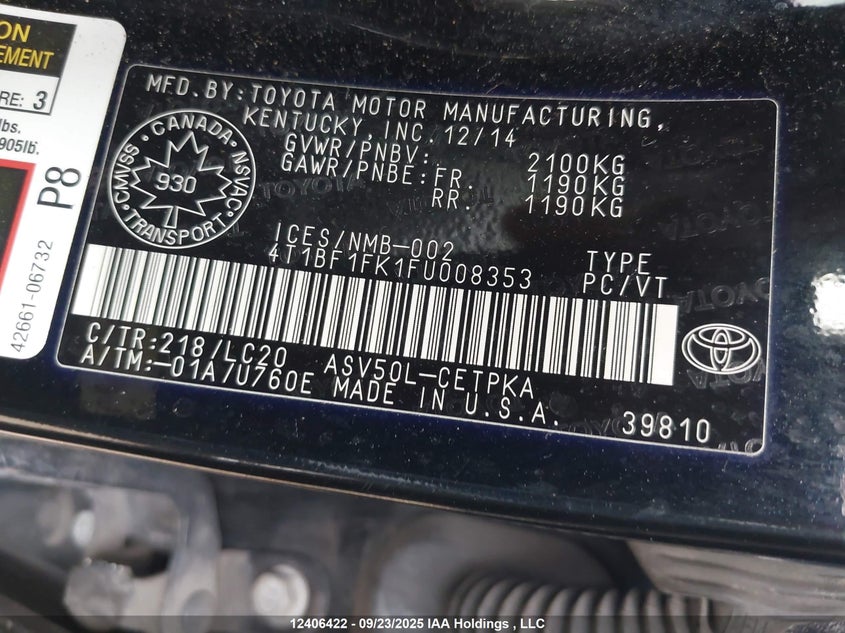 ION
EMENT
RE: 3
lbs.
905lb.
P8
42661-06732
MFD.BY:TOYOTA MOTOR MANUFACTURING,
KENTUCKY, INC. 12/14
GVWR/PNBV: 2100KG
GAWR/PNBE: FR. 1190KG
RR. 1190KG
CANADA
CMVSS 930 NSVAC
TRANSPORT
ICES/NMB-002
4T1BF1FK1FU008353
TYPE
PC/VT
C/TR:218/LC20 ASV50L-CETPKA
A/TM:-01A/U760E MADE IN U.S.A.
39810
12406422 - 09/23/2025 IAA Holdings , LLC